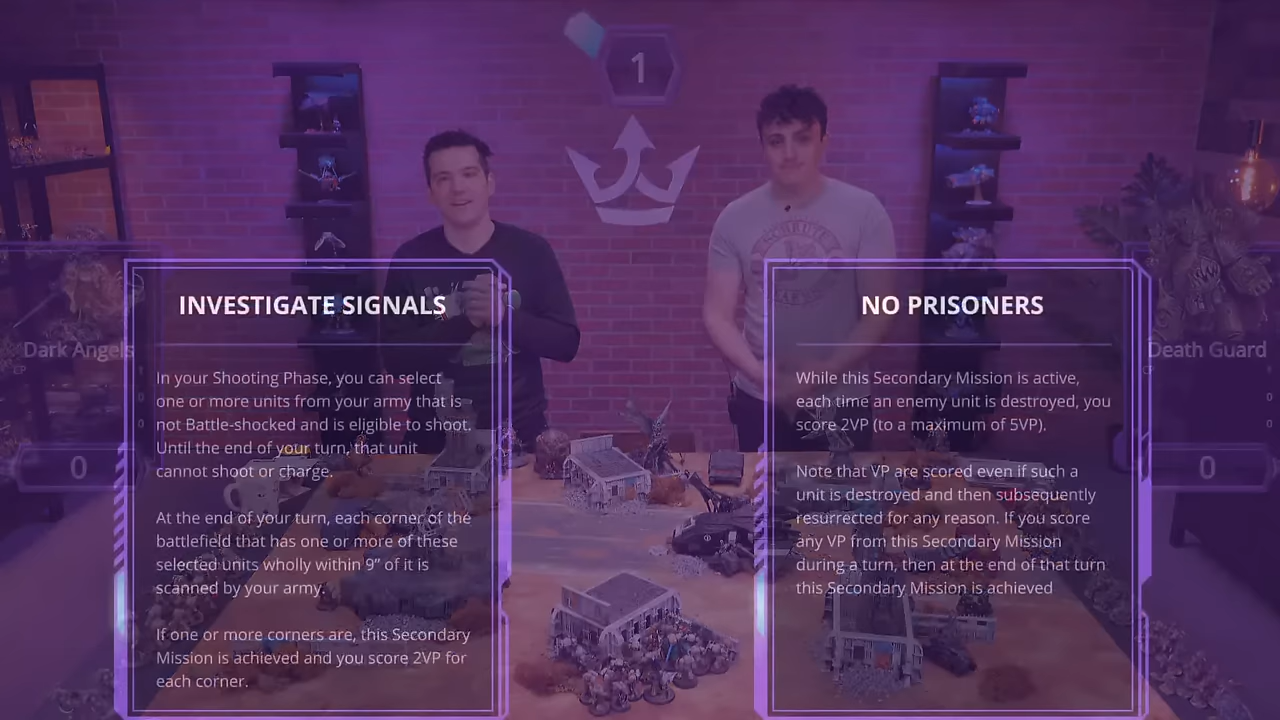 1
INVESTIGATE SIGNALS
In your Shooting Phase, you can select
one or more units from your army that is
not Battle-shocked and is eligible to shoot.
Until the end of your turn, that unit
cannot shoot or charge.
At the end of your turn, each corner of the
battlefield that has one or more of these
selected units wholly within 9" of it is
scanned by your army.
If one or more corners are, this Secondary
Mission is achieved and you score 2VP for
each corner.
NO PRISONERS
While this Secondary Mission is active,
each time an enemy unit is destroyed, you
score 2VP (to a maximum of 5VP).
Note that VP are scored even if such a
unit is destroyed and then subsequently
resurrected for any reason. If you score
any VP from this Secondary Mission
during a turn, then at the end of that turn
this Secondary Mission is achieved
Dark Angels
0
Death Guard
0